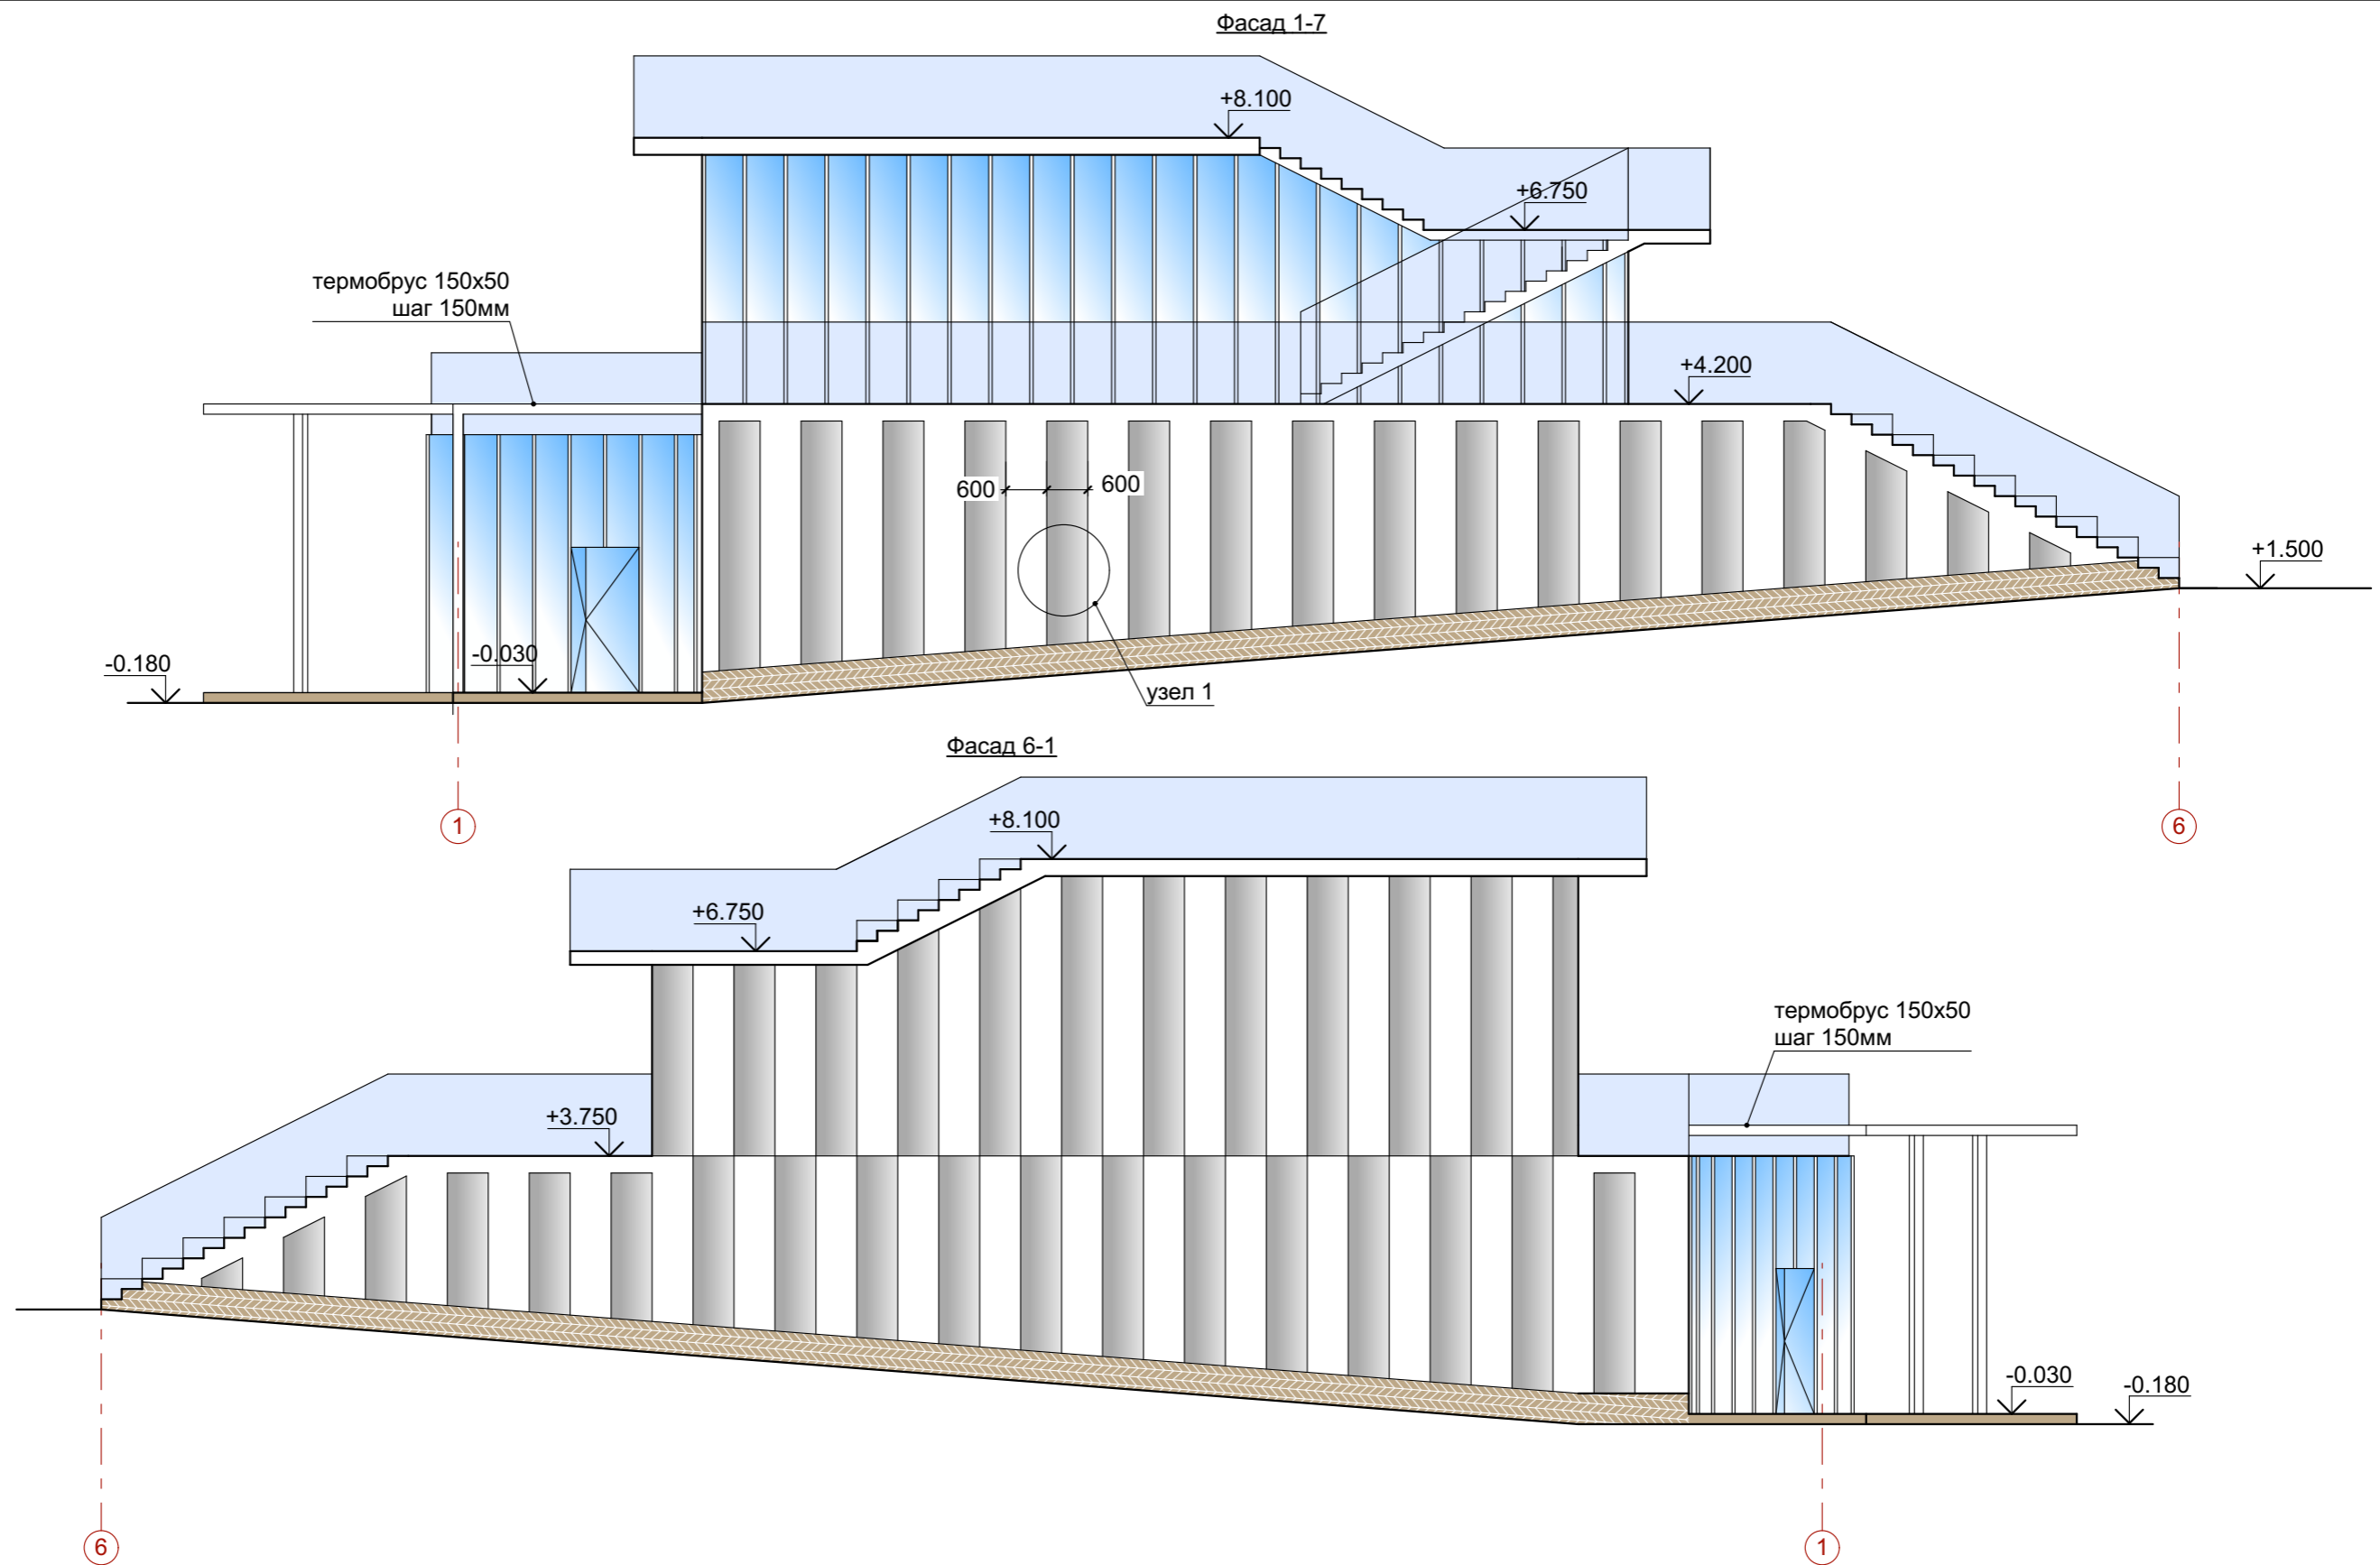 Фасад 1-7
+8.100
+6.750
термобрус 150х50
шаг 150мм
+4.200
600
600
+1.500
-0.180
-0.030
узел 1
1
6
Фасад 6-1
+8.100
+6.750
термобрус 150х50
шаг 150мм
+3.750
-0.030
-0.180
6
1